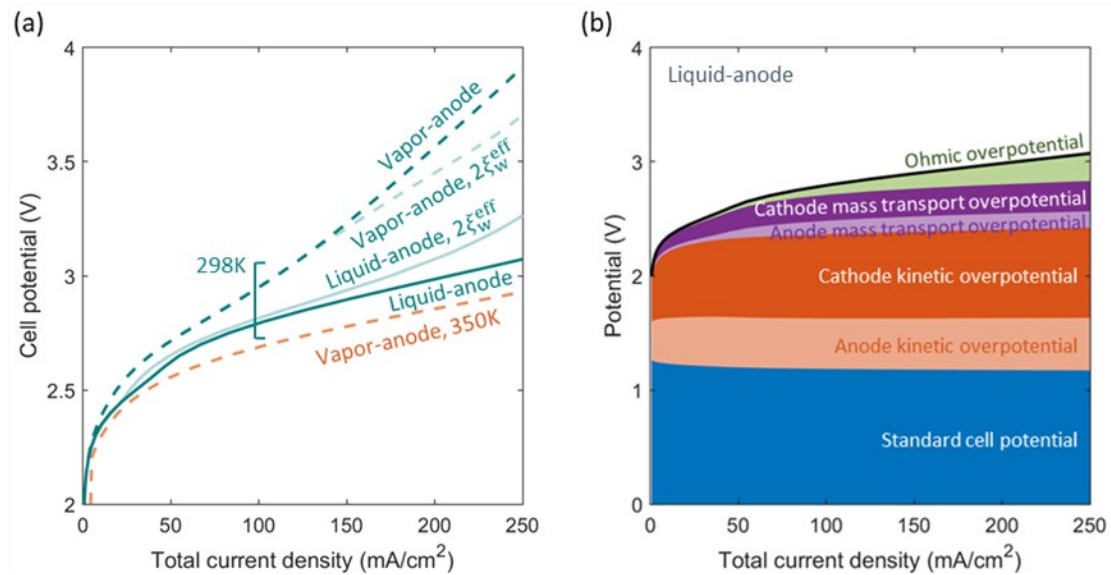 (a)
4
3.5
3
2.5
2
Cell potential (V)
Vapor-anode
Vapor-anode, 2ξ_w^eff
Liquid-anode, 2ξ_w^eff
298K
Liquid-anode
Vapor-anode, 350K
0 50 100 150 200 250
Total current density (mA/cm²)
(b)
4
3
2
1
0
Potential (V)
Liquid-anode
Ohmic overpotential
Cathode mass transport overpotential
Anode mass transport overpotential
Cathode kinetic overpotential
Anode kinetic overpotential
Standard cell potential
0 50 100 150 200 250
Total current density (mA/cm²)